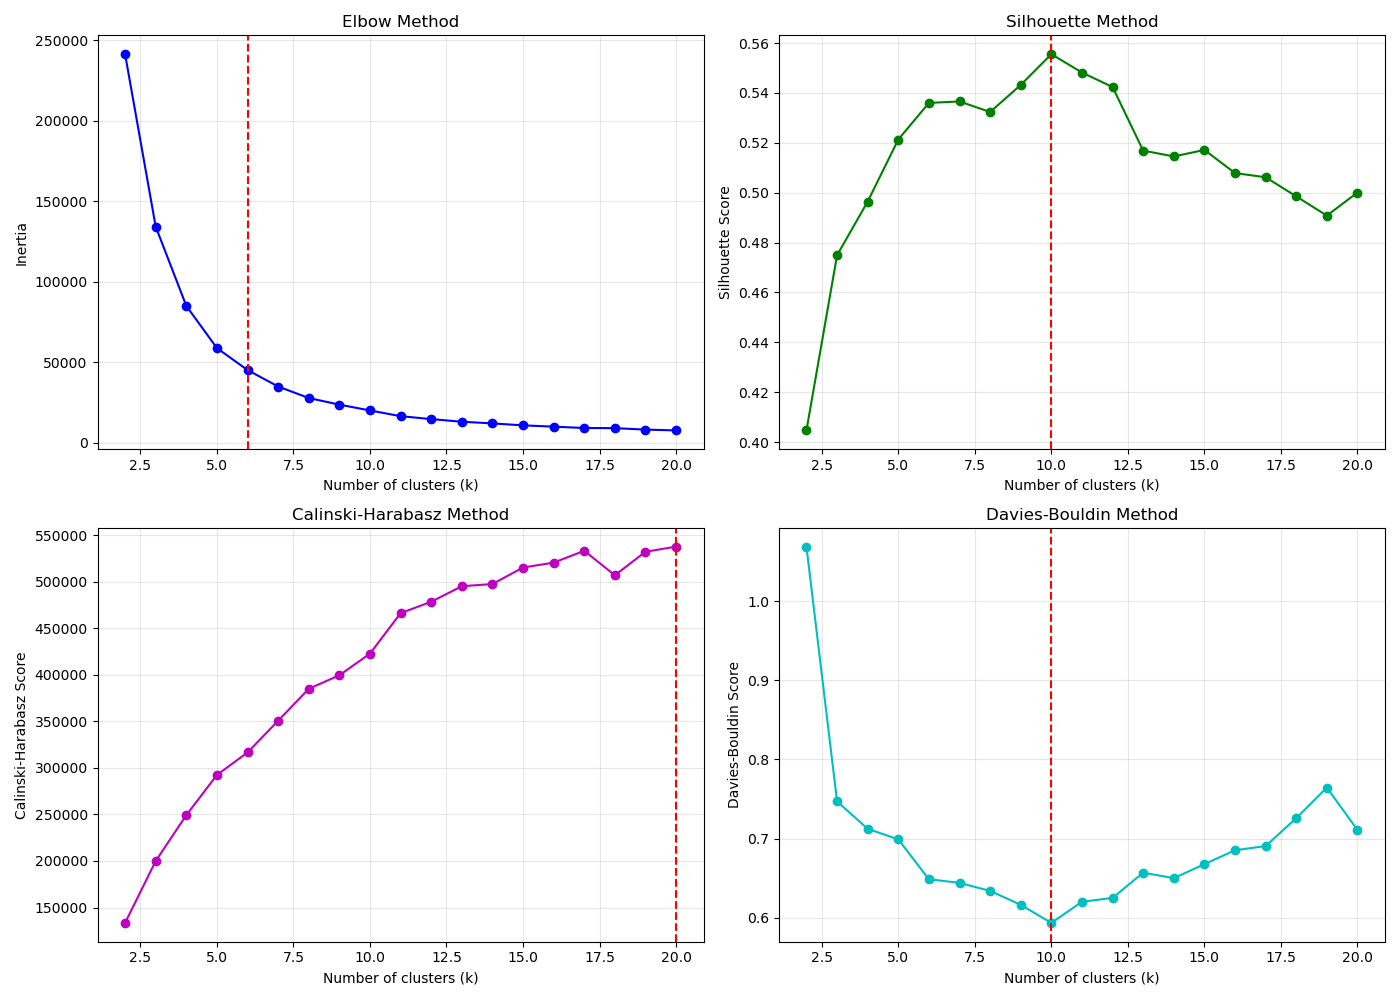 Elbow Method
250000
200000
150000
100000
50000
0
Inertia
2.5 5.0 7.5 10.0 12.5 15.0 17.5 20.0
Number of clusters (k)
Silhouette Method
0.56
0.54
0.52
0.50
0.48
0.46
0.44
0.42
0.40
Silhouette Score
2.5 5.0 7.5 10.0 12.5 15.0 17.5 20.0
Number of clusters (k)
Calinski-Harabasz Method
550000
500000
450000
400000
350000
300000
250000
200000
150000
Calinski-Harabasz Score
2.5 5.0 7.5 10.0 12.5 15.0 17.5 20.0
Number of clusters (k)
Davies-Bouldin Method
1.0
0.9
0.8
0.7
0.6
Davies-Bouldin Score
2.5 5.0 7.5 10.0 12.5 15.0 17.5 20.0
Number of clusters (k)